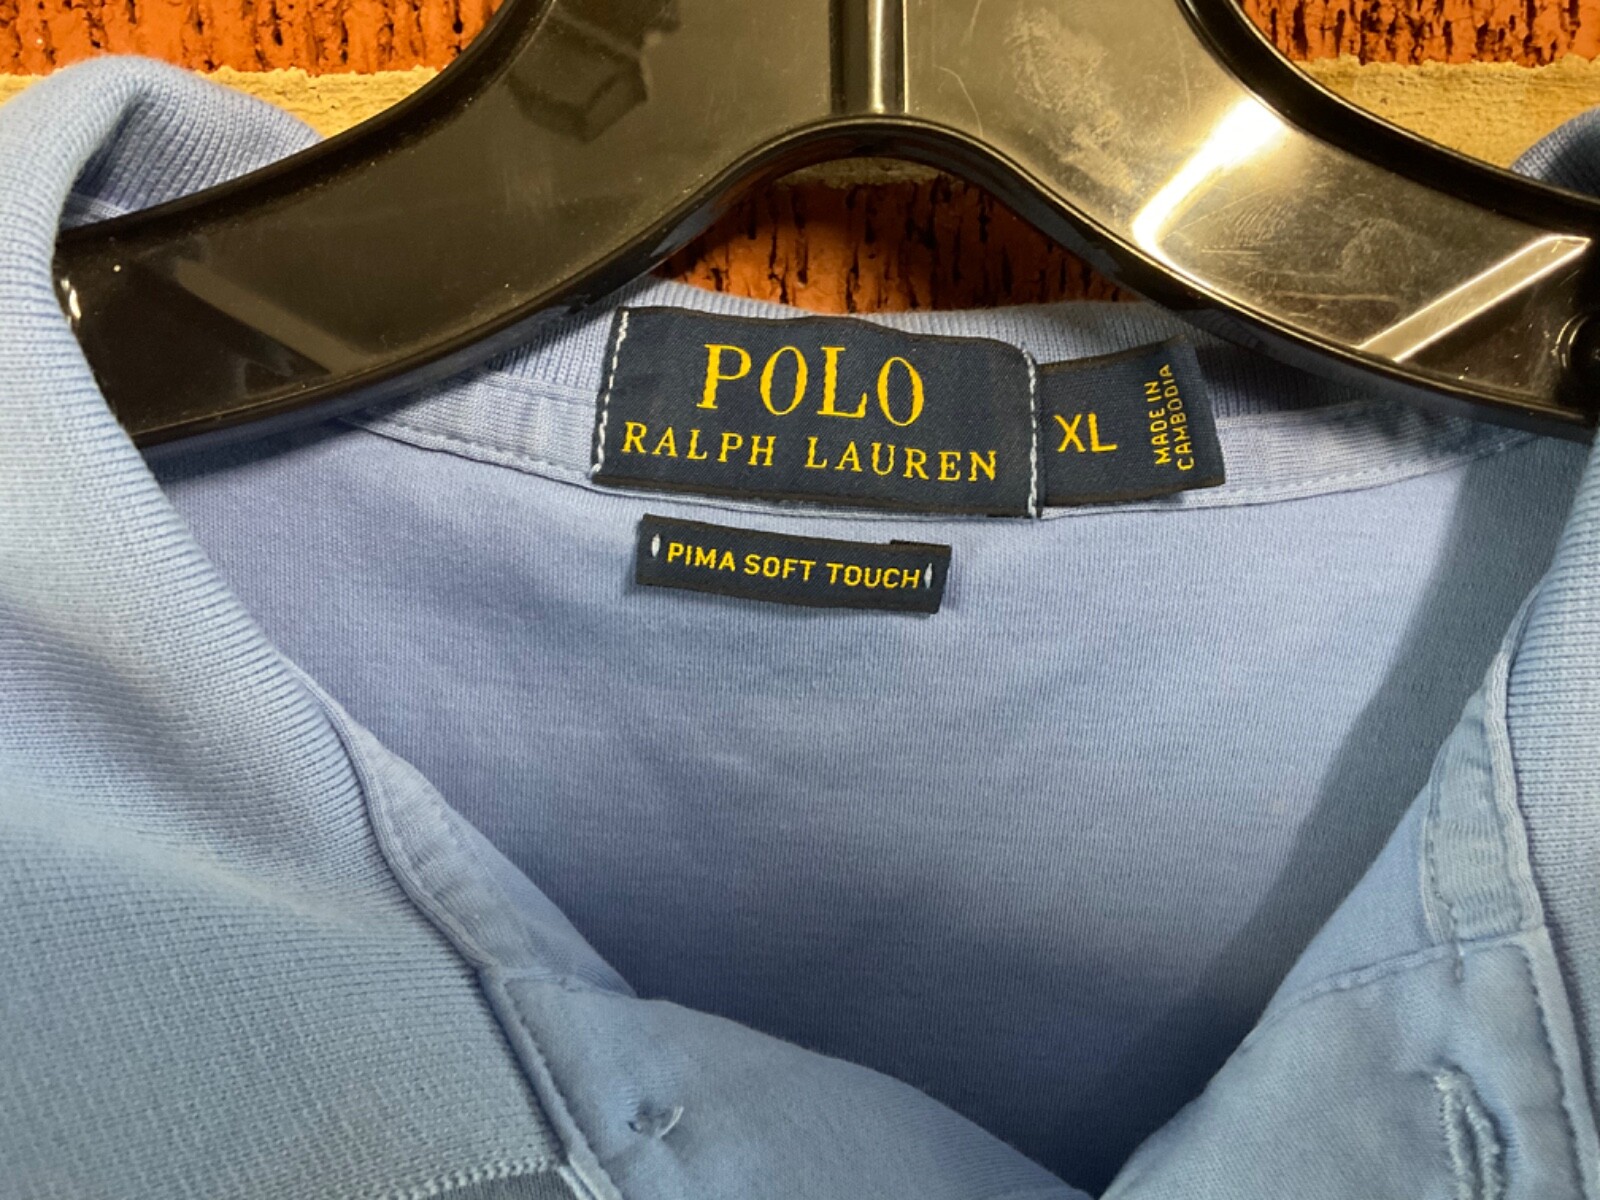 POLO
RALPH LAUREN
XL
MADE IN
CAMBODIA
PIMA SOFT TOUCH